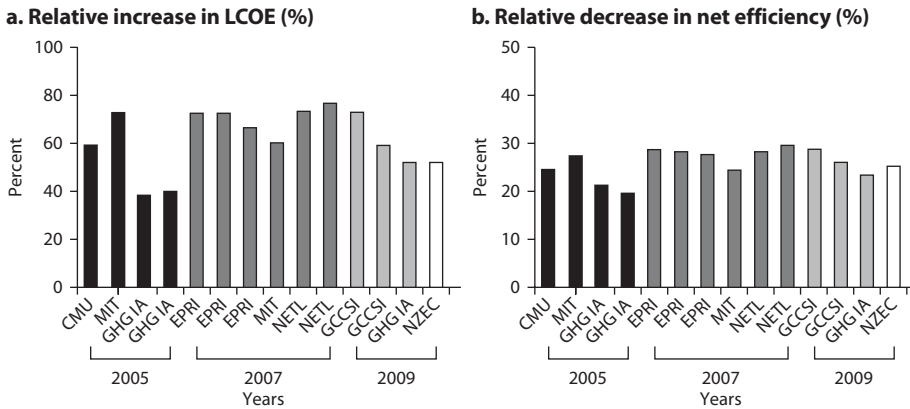 a. Relative increase in LCOE (%)
100
80
60
40
20
0
Percent
CMU
MIT
GHG IA
GHG IA
EPRI
EPRI
EPRI
MIT
NETL
NETL
GCCSI
GCCSI
GHG IA
NZEC
2005
2007
2009
Years
b. Relative decrease in net efficiency (%)
50
40
30
20
10
0
Percent
CMU
MIT
GHG IA
GHG IA
EPRI
EPRI
EPRI
MIT
NETL
NETL
GCCSI
GCCSI
GHG IA
NZEC
2005
2007
2009
Years